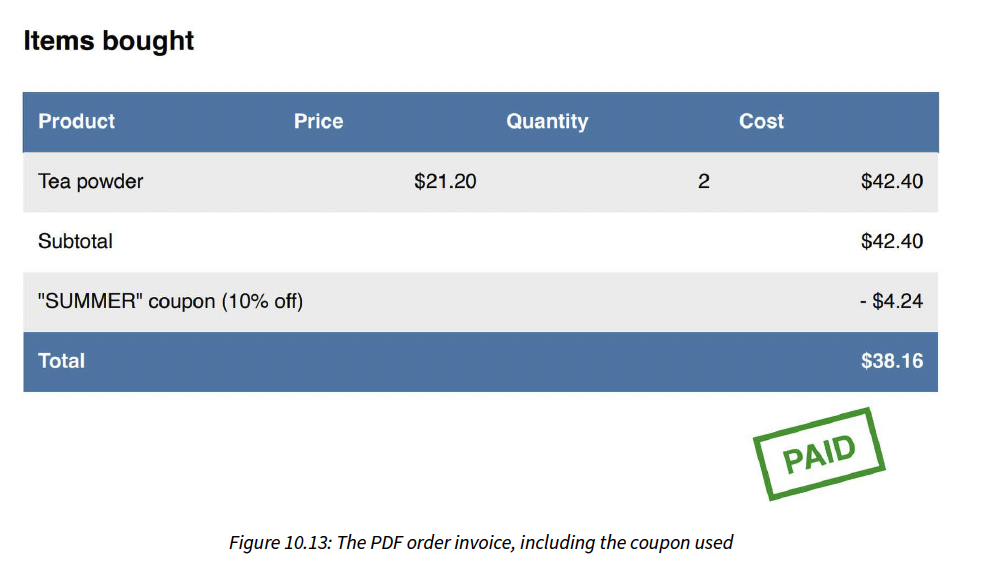 Items bought
Product Price Quantity Cost
Tea powder $21.20 2 $42.40
Subtotal $42.40
"SUMMER" coupon (10% off) - $4.24
Total $38.16
PAID
Figure 10.13: The PDF order invoice, including the coupon used